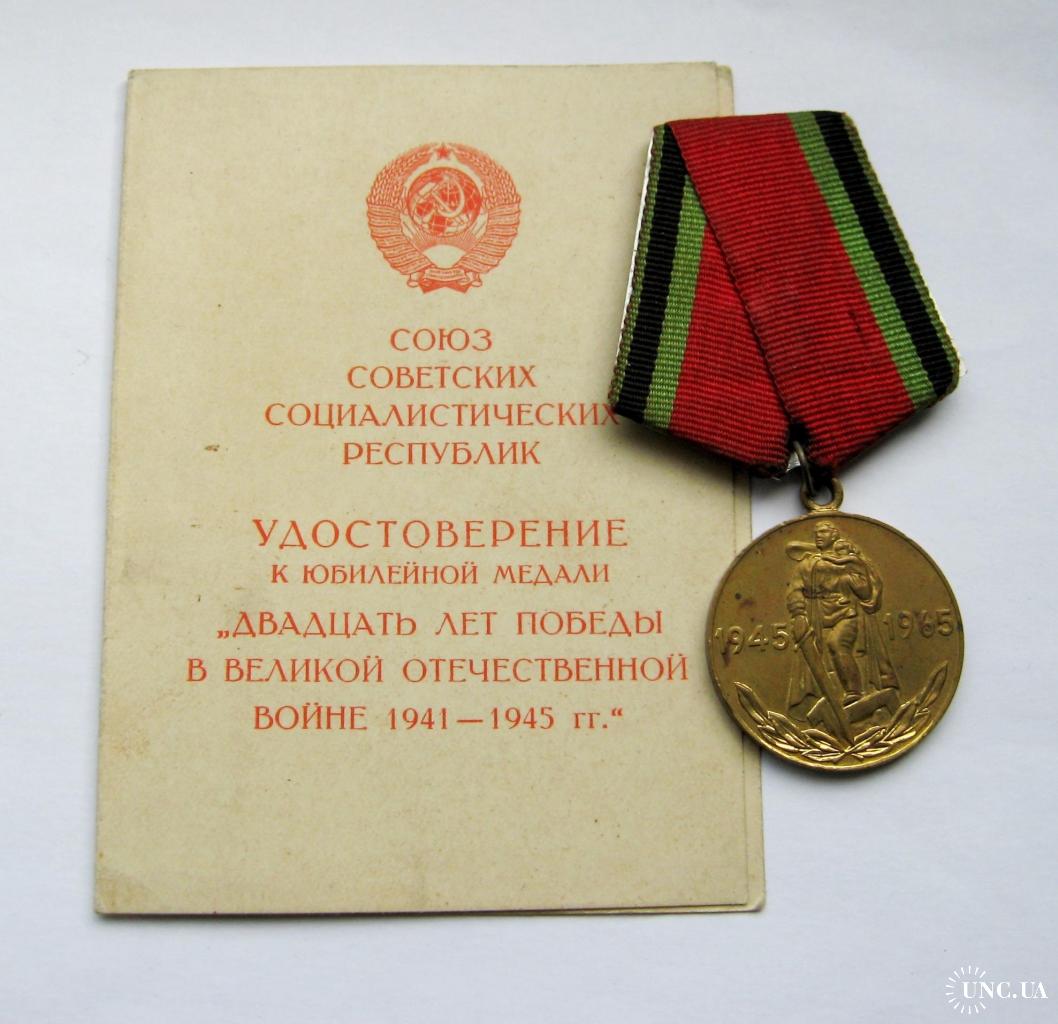 СОЮЗ
СОВЕТСКИХ
СОЦИАЛИСТИЧЕСКИХ
РЕСПУБЛИК
УДОСТОВЕРЕНИЕ
К ЮБИЛЕЙНОЙ МЕДАЛИ
„ДВАДЦАТЬ ЛЕТ ПОБЕДЫ
В ВЕЛИКОЙ ОТЕЧЕСТВЕННОЙ
ВОЙНЕ 1941—1945 гг.“
1945 1965
UNC.UA